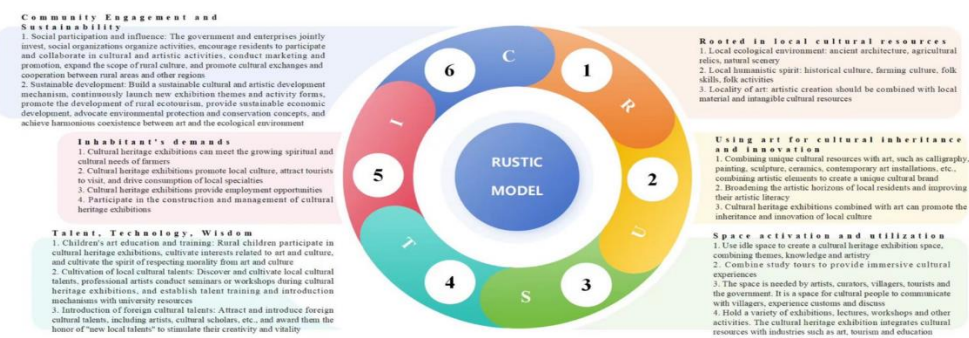 Community Engagement and
Sustainability
1. Social participation and influence: The government and enterprises jointly
invest, social organizations organize activities, encourage residents to participate
and collaborate in cultural and artistic activities, conduct marketing and
promotion, expand the scope of rural culture, and promote cultural exchanges and
cooperation between rural areas and other regions
2. Sustainable development: Build a sustainable cultural and artistic development
mechanism, continuously launch new exhibition themes and activity forms,
promote the development of rural ecotourism, provide sustainable economic
development, advocate environmental protection and conservation concepts, and
achieve harmonious coexistence between art and the ecological environment
Inhabitant's demands
1. Cultural heritage exhibitions can meet the growing spiritual and
cultural needs of farmers
2. Cultural heritage exhibitions promote local culture, attract tourists
to visit, and drive consumption of local specialties
3. Cultural heritage exhibitions provide employment opportunities
4. Participate in the construction and management of cultural
heritage exhibitions
Talent, Technology, Wisdom
1. Children's art education and training: Rural children participate in
cultural heritage exhibitions, cultivate interests related to art and culture,
and cultivate the spirit of respecting morality from art and culture
2. Cultivation of local cultural talents: Discover and cultivate local cultural
talents, professional artists conduct seminars or workshops during cultural
heritage exhibitions, and establish talent training and introduction
mechanisms with university resources
3. Introduction of foreign cultural talents: Attract and introduce foreign
cultural talents, including artists, cultural scholars, etc., and award them the
honor of "new local talents" to stimulate their creativity and vitality
C
6
1
R
I
5
RUSTIC
MODEL
2
U
T
4
S
3
Rooted in local cultural resources
1. Local ecological environment: ancient architecture, agricultural
relics, natural scenery
2. Local humanistic spirit: historical culture, farming culture, folk
skills, folk activities
3. Locality of art: artistic creation should be combined with local
material and intangible cultural resources
Using art for cultural inheritance
and innovation
1. Combining unique cultural resources with art, such as calligraphy,
painting, sculpture, ceramics, contemporary art installations, etc.,
combining artistic elements to create a unique cultural brand
2. Broadening the artistic horizons of local residents and improving
their artistic literacy
3. Cultural heritage exhibitions combined with art can promote the
inheritance and innovation of local culture
Space activation and utilization
1. Use idle space to create a cultural heritage exhibition space,
combining themes, knowledge and artistry
2. Combine study tours to provide immersive cultural
experiences
3. The space is needed by artists, curators, villagers, tourists and
the government. It is a space for cultural people to communicate
with villagers, experience customs and discuss
4. Hold a variety of exhibitions, lectures, workshops and other
activities. The cultural heritage exhibition integrates cultural
resources with industries such as art, tourism and education